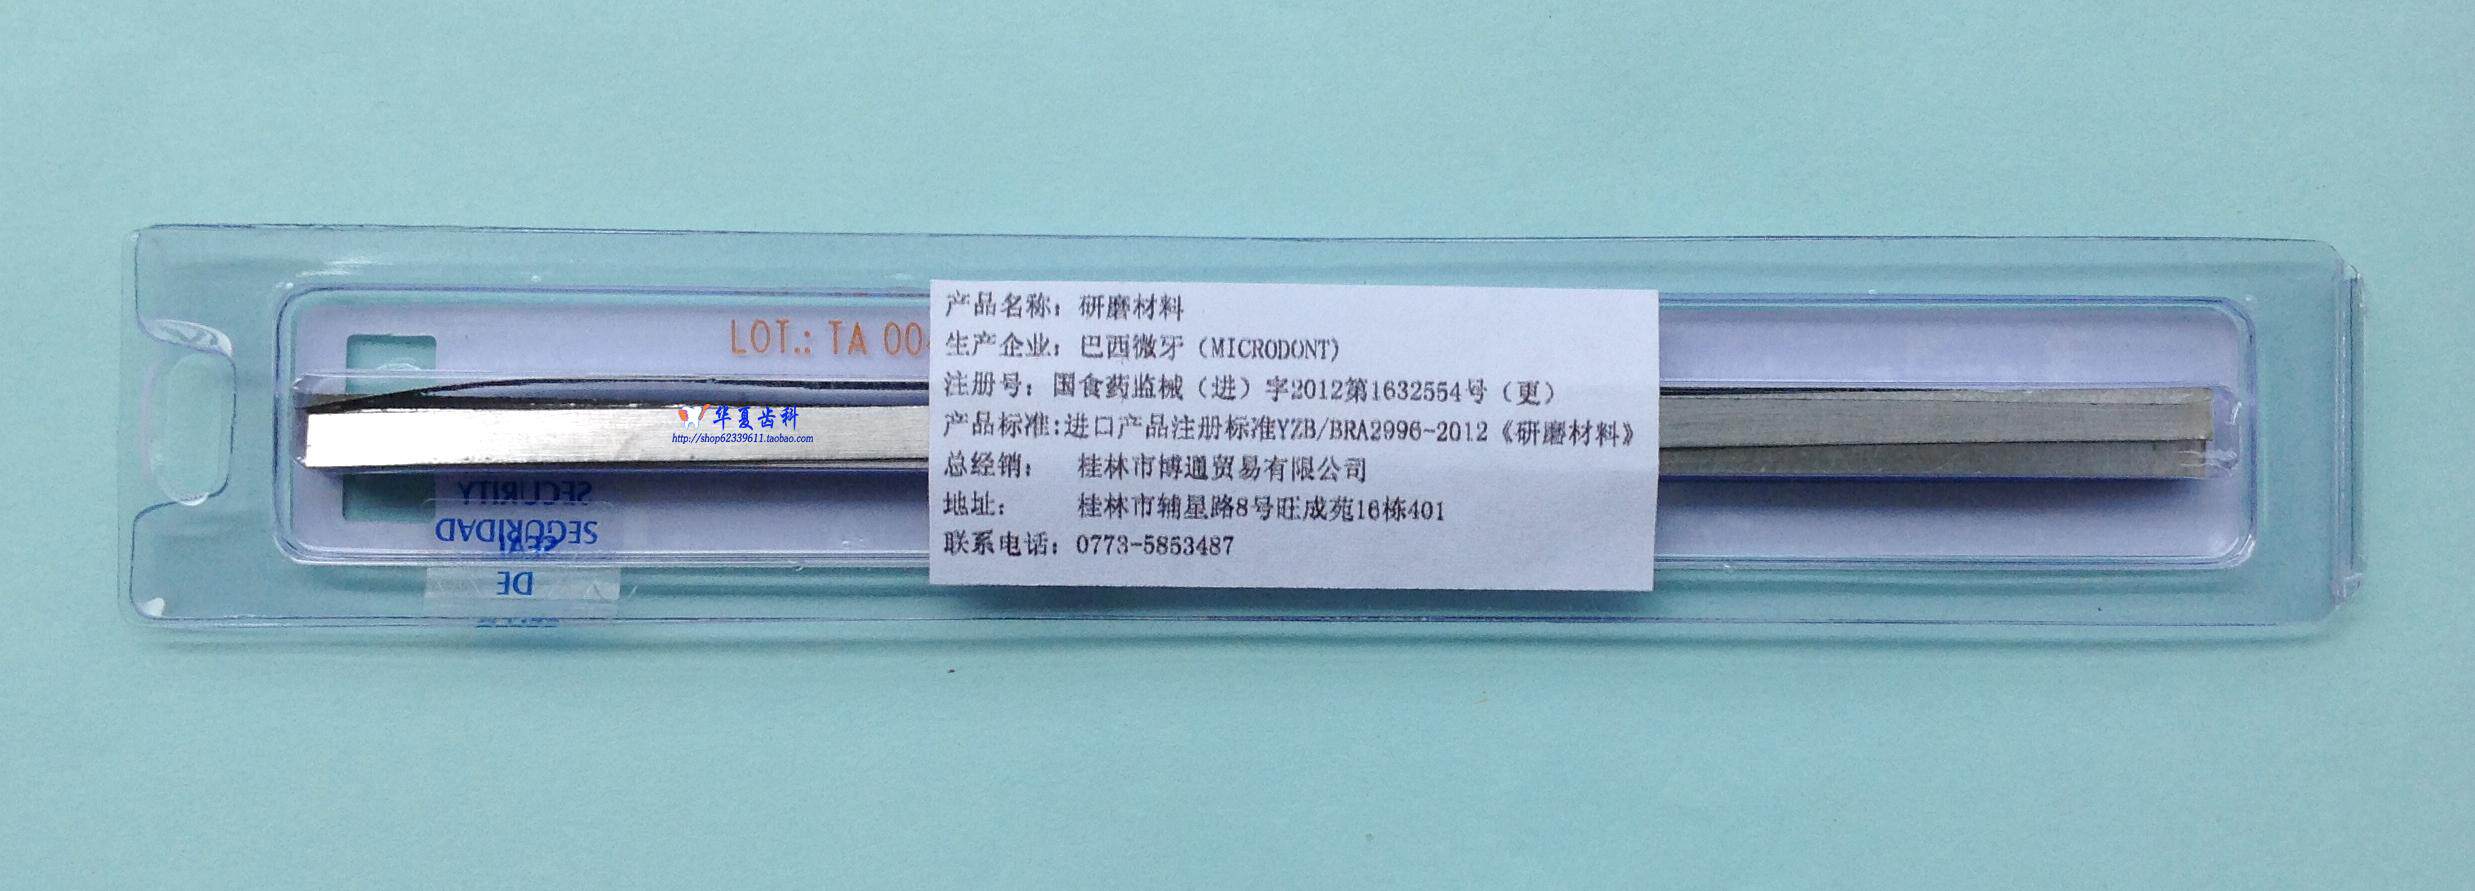 LOT.: TA 00
产品名称：研磨材料
生产企业：巴西微牙（MICRODONT）
注册号：国食药监械（进）字2012第1632554号（更）
产品标准:进口产品注册标准YZB/BRA2996-2012《研磨材料》
总经销：　桂林市博通贸易有限公司
地址：　　桂林市辅星路8号旺成苑16栋401
联系电话：0773-5853487
华夏齿科
http://shop62339611.taobao.com
SECURITY
SEAL
SEGURIDAD
DE